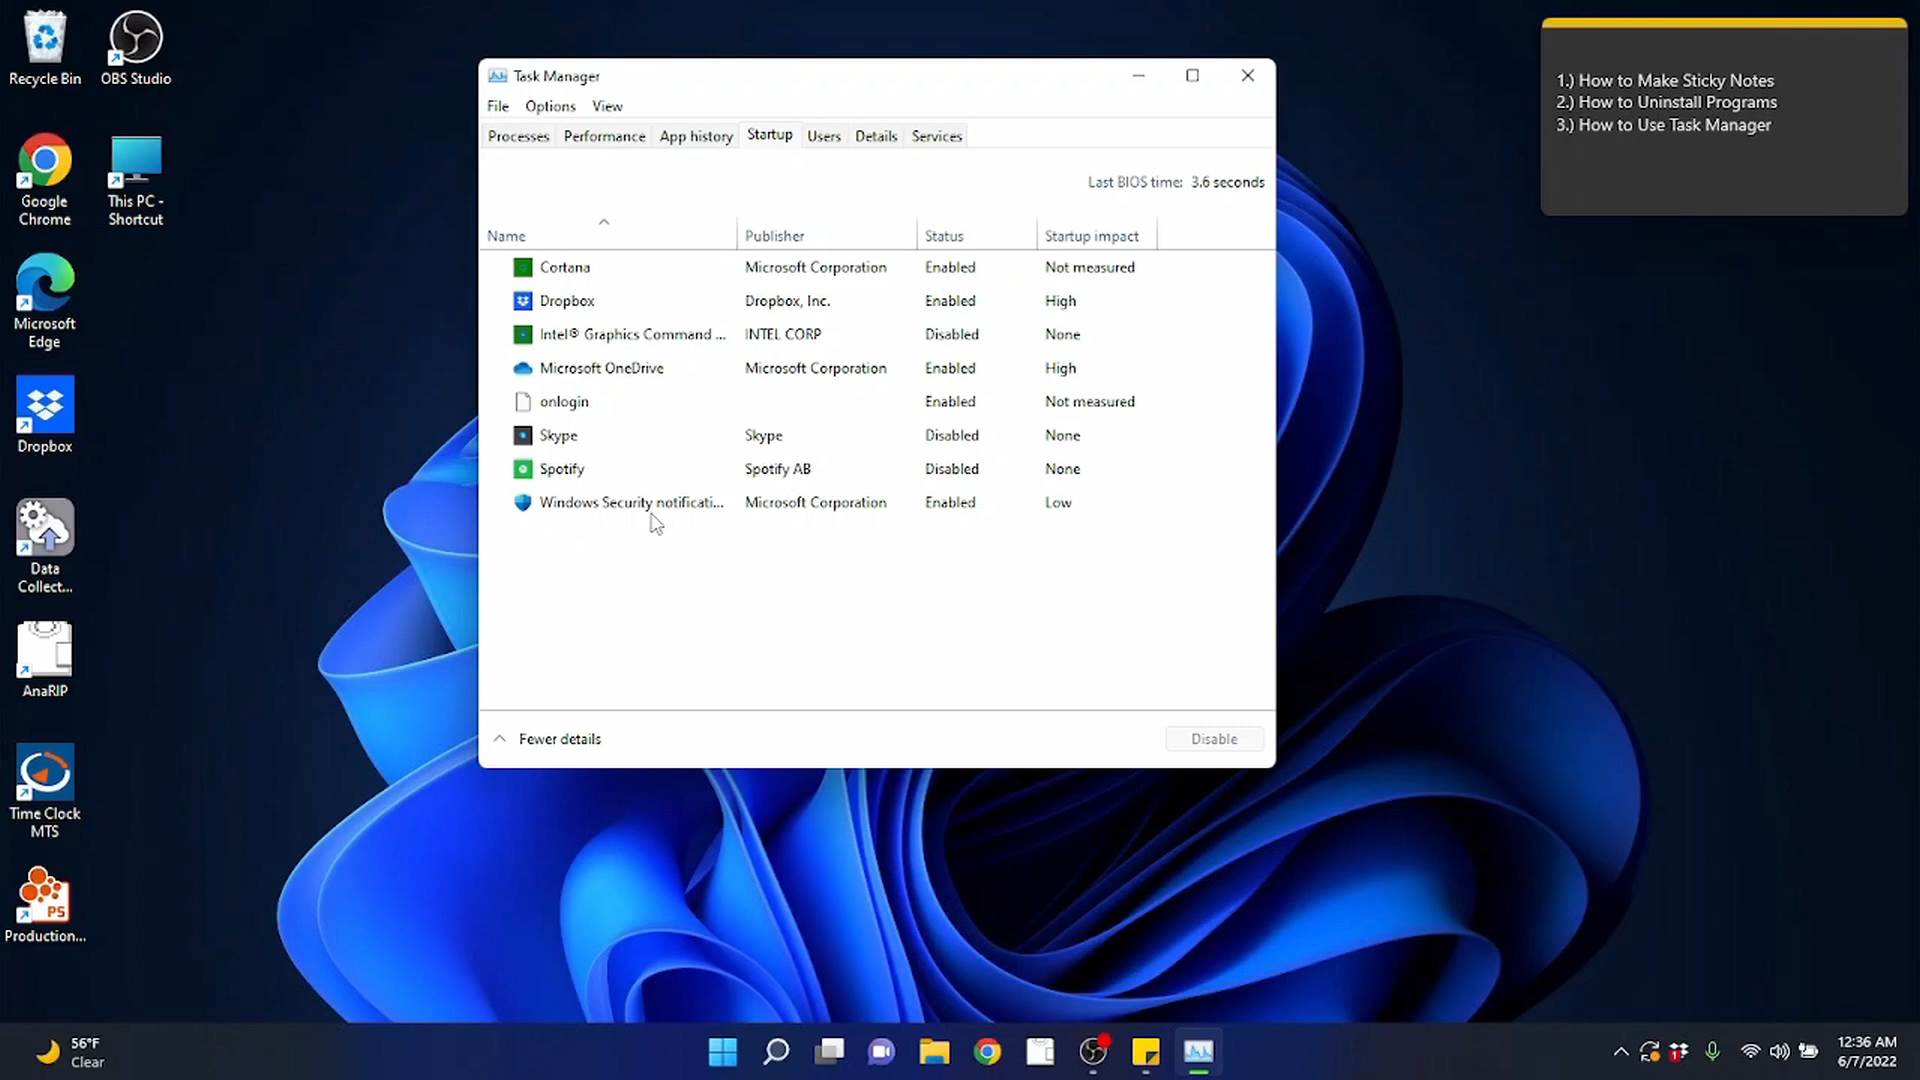 Recycle Bin
OBS Studio
Google
Chrome
This PC -
Shortcut
Microsoft
Edge
Dropbox
Data
Collect...
AnaRIP
Time Clock
MTS
PS
Production...
Task Manager
File Options View
Processes Performance App history Startup Users Details Services
Last BIOS time: 3.6 seconds
Name Publisher Status Startup impact
Cortana Microsoft Corporation Enabled Not measured
Dropbox Dropbox, Inc. Enabled High
Intel® Graphics Command ... INTEL CORP Disabled None
Microsoft OneDrive Microsoft Corporation Enabled High
onlogin Enabled Not measured
Skype Skype Disabled None
Spotify Spotify AB Disabled None
Windows Security notificati... Microsoft Corporation Enabled Low
Fewer details
Disable
1.) How to Make Sticky Notes
2.) How to Uninstall Programs
3.) How to Use Task Manager
56°F
Clear
1
12:36 AM
6/7/2022